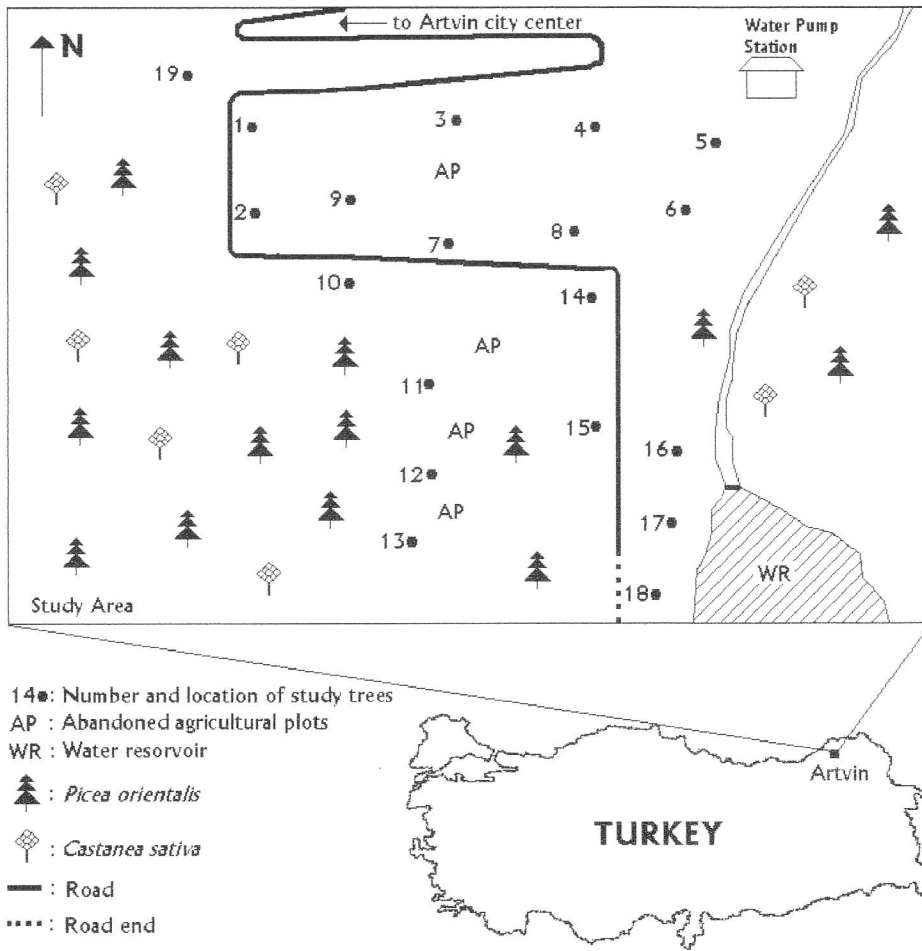 to Artvin city center
Water Pump
Station
N
19
1
3
4
5
AP
2
9
6
7
8
10
14
AP
11
15
AP
16
12
AP
17
13
WR
18
Study Area
14: Number and location of study trees
AP : Abandoned agricultural plots
WR : Water reservoir
: Picea orientalis
: Castanea sativa
: Road
: Road end
Artvin
TURKEY